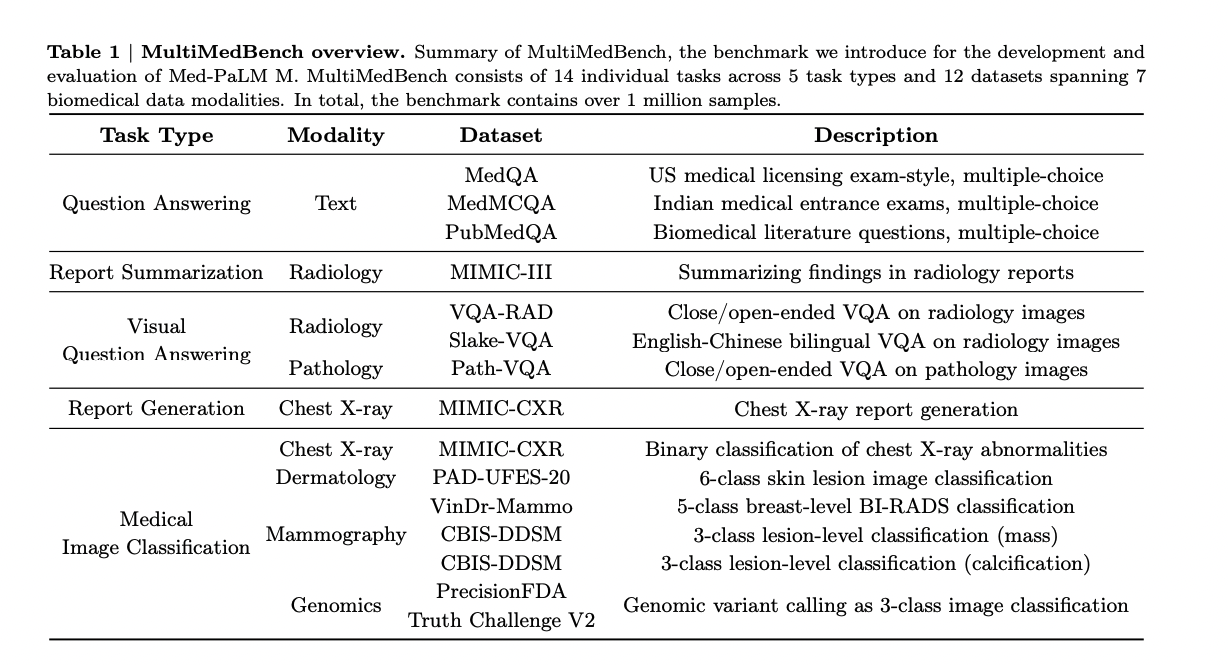 Table 1 | MultiMedBench overview. Summary of MultiMedBench, the benchmark we introduce for the development and
evaluation of Med-PaLM M. MultiMedBench consists of 14 individual tasks across 5 task types and 12 datasets spanning 7
biomedical data modalities. In total, the benchmark contains over 1 million samples.
Task Type Modality Dataset Description
MedQA US medical licensing exam-style, multiple-choice
Question Answering Text MedMCQA Indian medical entrance exams, multiple-choice
PubMedQA Biomedical literature questions, multiple-choice
Report Summarization Radiology MIMIC-III Summarizing findings in radiology reports
VQA-RAD Close/open-ended VQA on radiology images
Visual Radiology
Slake-VQA English-Chinese bilingual VQA on radiology images
Question Answering
Pathology Path-VQA Close/open-ended VQA on pathology images
Report Generation Chest X-ray MIMIC-CXR Chest X-ray report generation
Chest X-ray MIMIC-CXR Binary classification of chest X-ray abnormalities
Dermatology PAD-UFES-20 6-class skin lesion image classification
VinDr-Mammo 5-class breast-level BI-RADS classification
Medical
Mammography CBIS-DDSM 3-class lesion-level classification (mass)
Image Classification
CBIS-DDSM 3-class lesion-level classification (calcification)
PrecisionFDA
Genomics Genomic variant calling as 3-class image classification
Truth Challenge V2